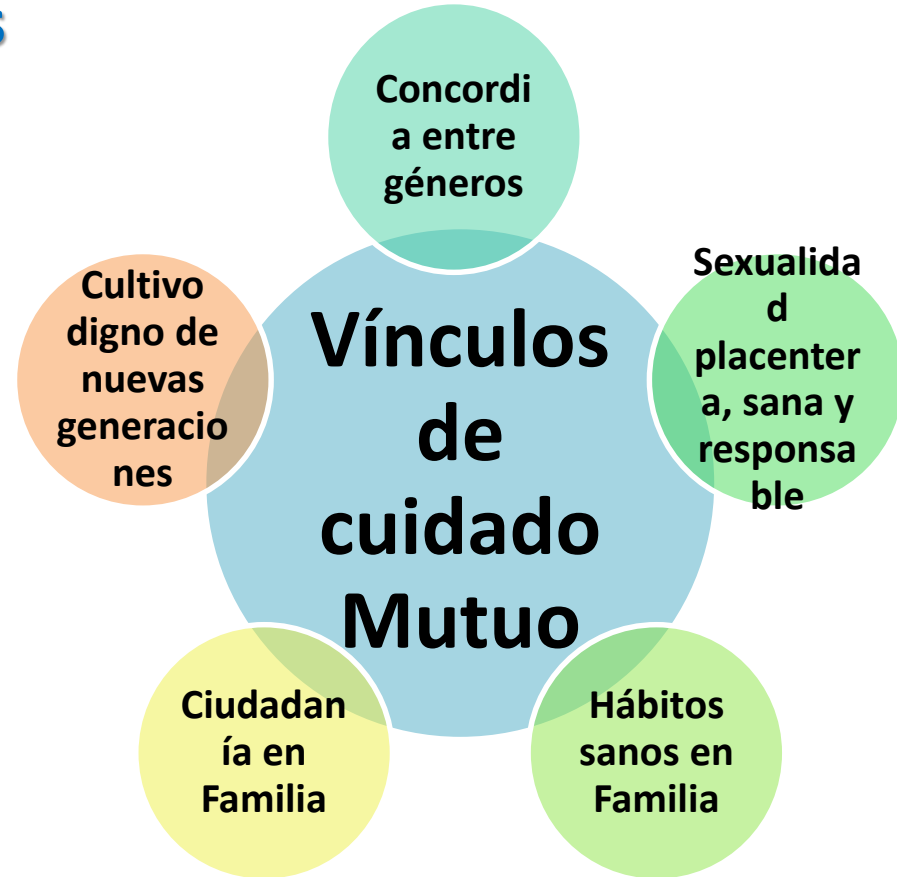 s
Concordi
a entre
géneros
Sexualida
d
placenter
a, sana y
responsa
ble
Hábitos
sanos en
Familia
Ciudadan
ía en
Familia
Cultivo
digno de
nuevas
generacio
nes
Vínculos
de
cuidado
Mutuo